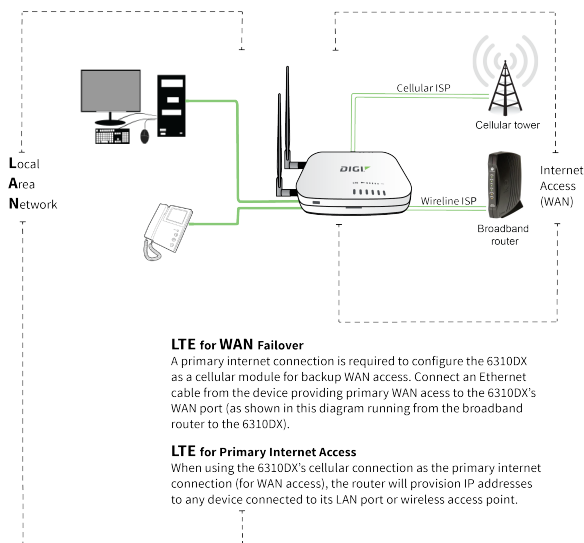 Cellular ISP
Cellular tower
Local
Area
Network
DIGI
Internet
Access
(WAN)
Wireline ISP
Broadband
router
LTE for WAN Failover
A primary internet connection is required to configure the 6310DX
as a cellular module for backup WAN access. Connect an Ethernet
cable from the device providing primary WAN acess to the 6310DX's
WAN port (as shown in this diagram running from the broadband
router to the 6310DX).
LTE for Primary Internet Access
When using the 6310DX's cellular connection as the primary internet
connection (for WAN access), the router will provision IP addresses
to any device connected to its LAN port or wireless access point.